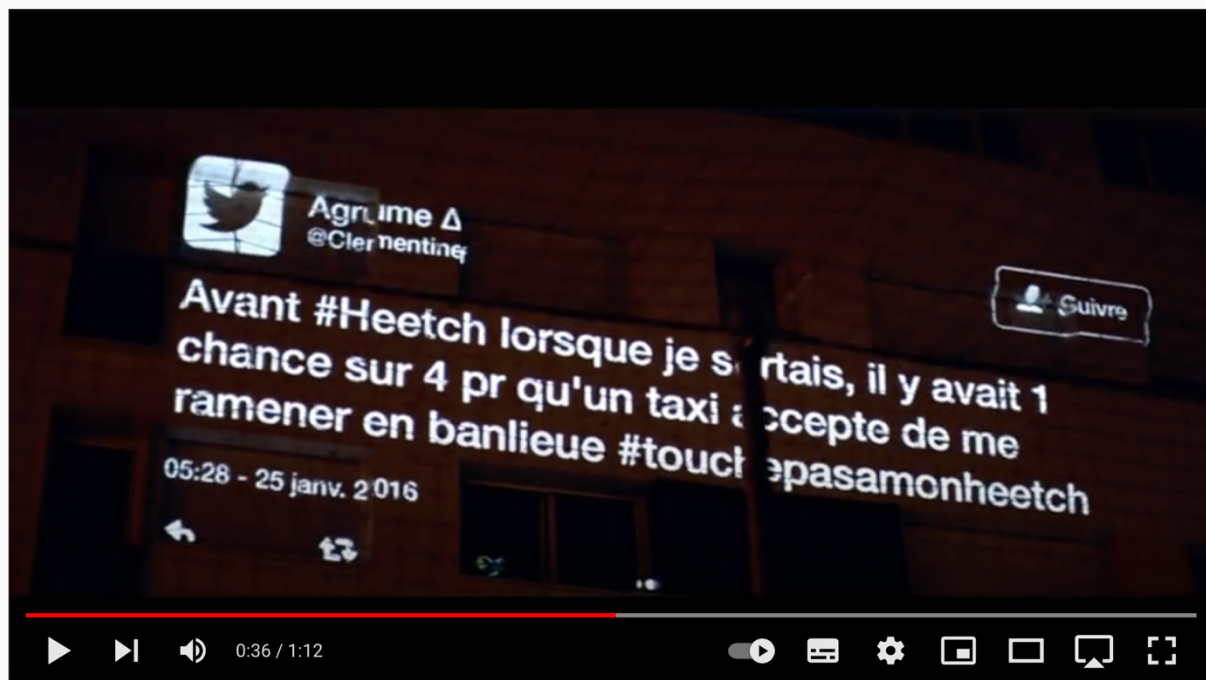 Agrume Δ
@Clementineq
Suivre
Avant #Heetch lorsque je sortais, il y avait 1
chance sur 4 pr qu'un taxi accepte de me
ramener en banlieue #touchepasamonheetch
05:28 - 25 janv. 2016
0:36 / 1:12